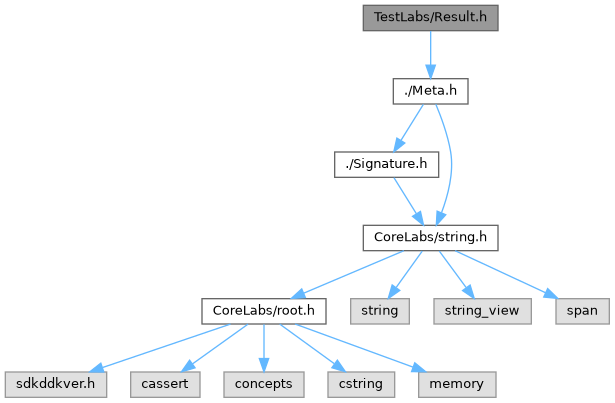 TestLabs/Result.h
./Meta.h
./Signature.h
CoreLabs/string.h
CoreLabs/root.h
string
string_view
span
sdkddkver.h
cassert
concepts
cstring
memory